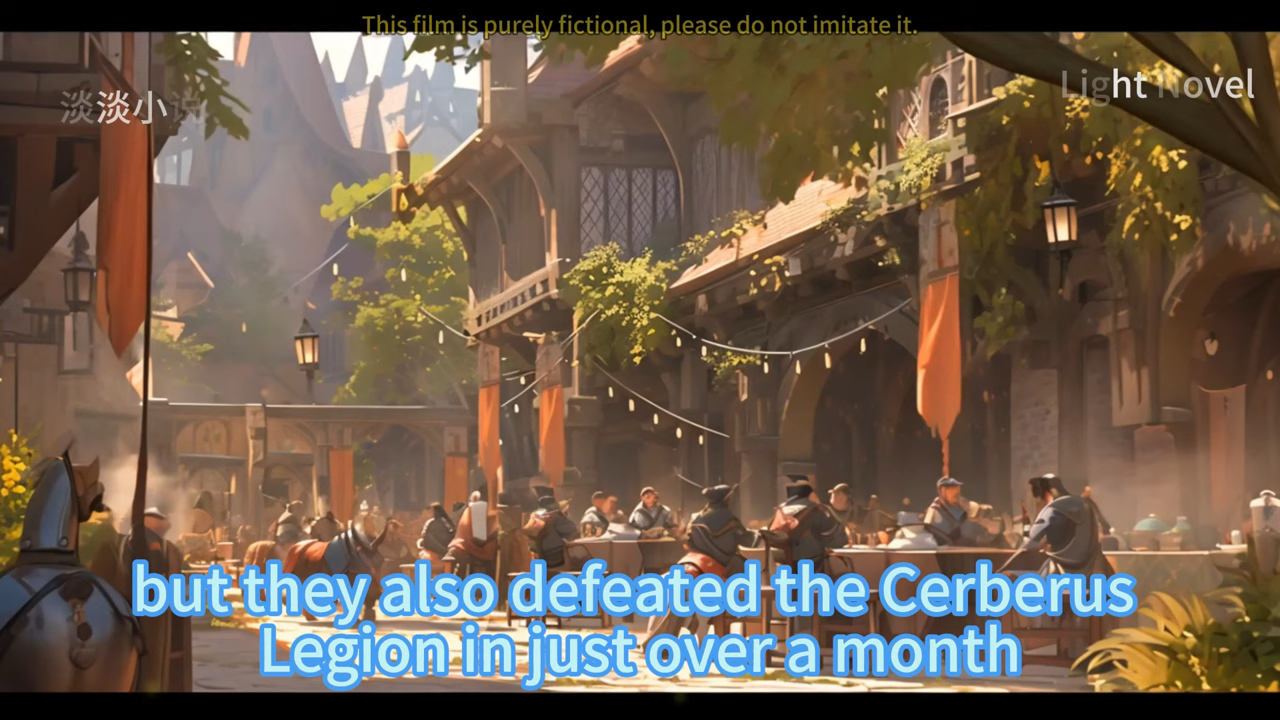 This film is purely fictional, please do not imitate it.
淡淡小说
Light Novel
but they also defeated the Cerberus
Legion in just over a month